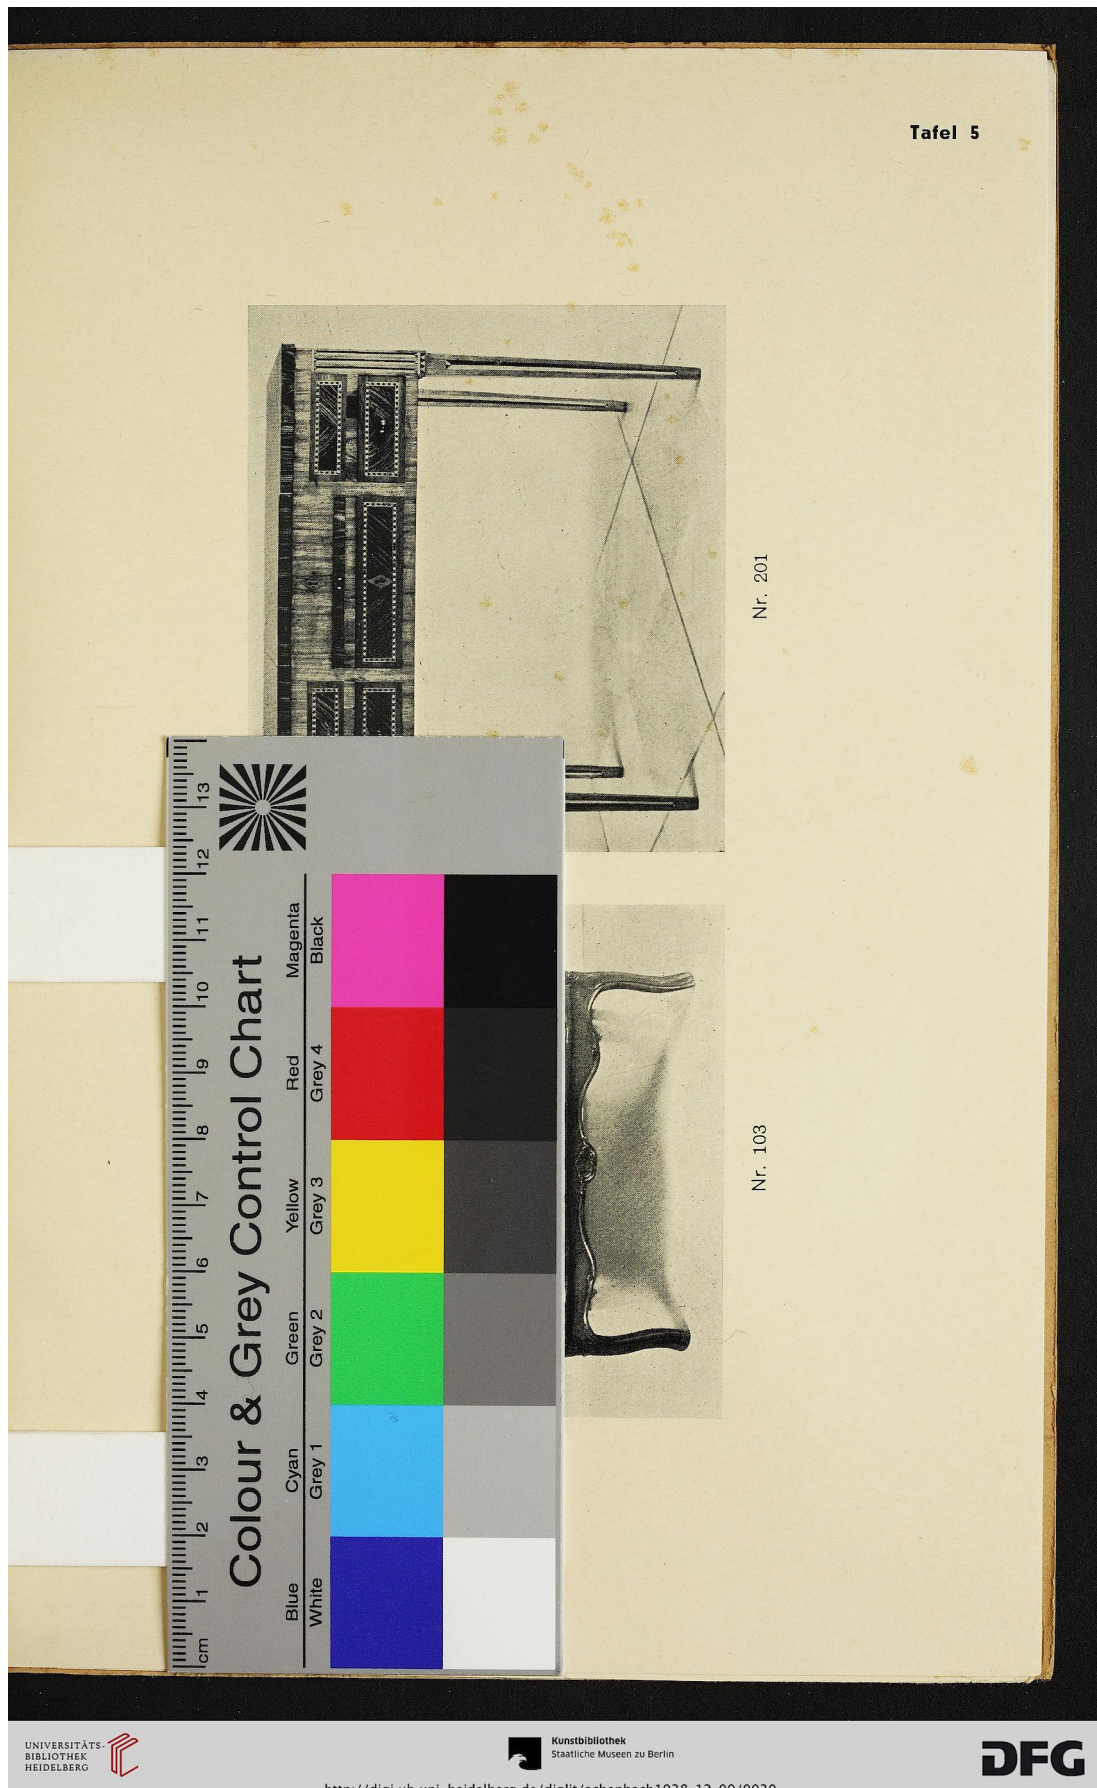 Tafel 5
Nr. 201
Nr. 103
Colour & Grey Control Chart
Blue Cyan Green Yellow Red Magenta
White Grey 1 Grey 2 Grey 3 Grey 4 Black
cm 1 2 3 4 5 6 7 8 9 10 11 12 13
UNIVERSITÄTS-
BIBLIOTHEK
HEIDELBERG
Kunstbibliothek
Staatliche Museen zu Berlin
DFG